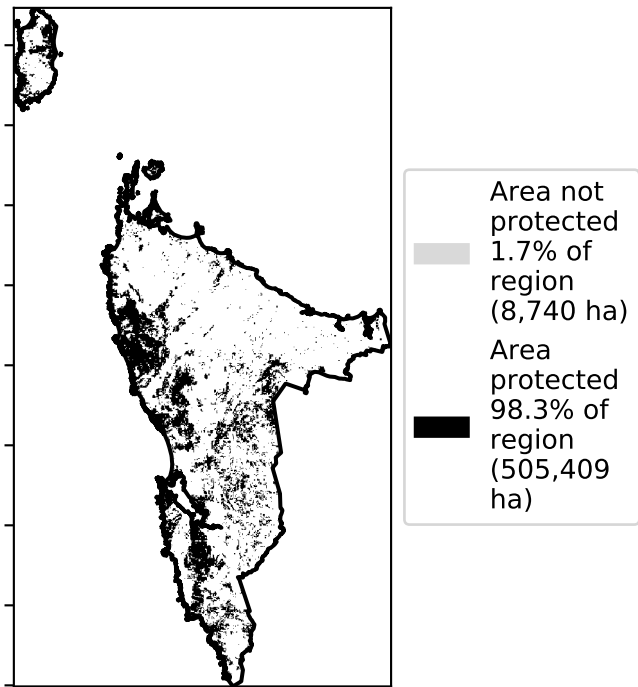 Area not
protected
1.7% of
region
(8,740 ha)
Area
protected
98.3% of
region
(505,409
ha)